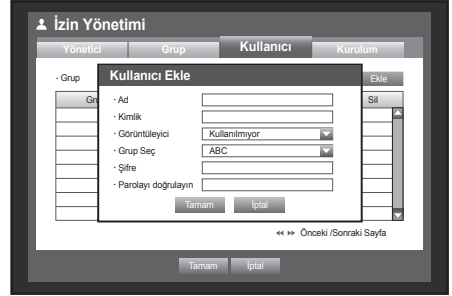 İzin Yönetimi
Yönetici Grup Kullanıcı Kurulum
· Grup Ekle
Sil
Kullanıcı Ekle
· Ad
· Kimlik
· Görüntüleyici Kullanılmıyor
· Grup Seç ABC
· Şifre
· Parolayı doğrulayın
Tamam İptal
Önceki /Sonraki Sayfa
Tamam İptal